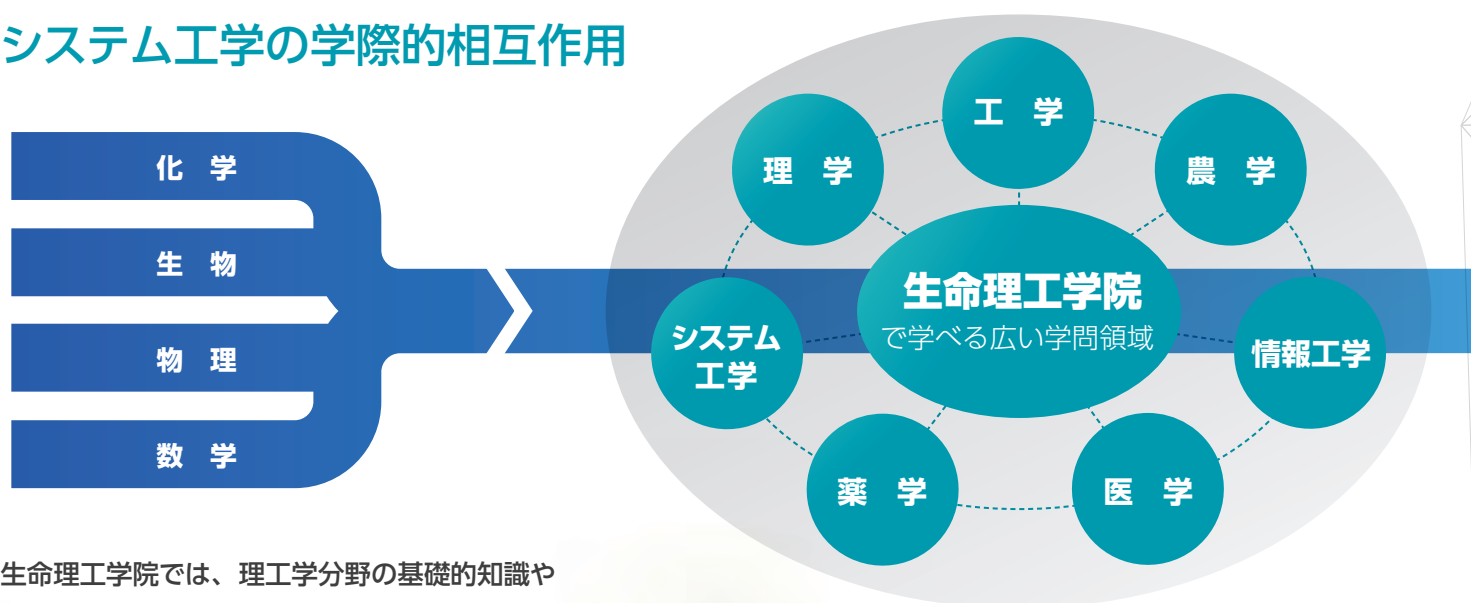 システム工学の学際的相互作用
化　学
生　物
物　理
数　学
工　学
理　学
農　学
生命理工学院
で学べる広い学問領域
システム
工学
情報工学
薬　学
医　学
生命理工学院では、理工学分野の基礎的知識や